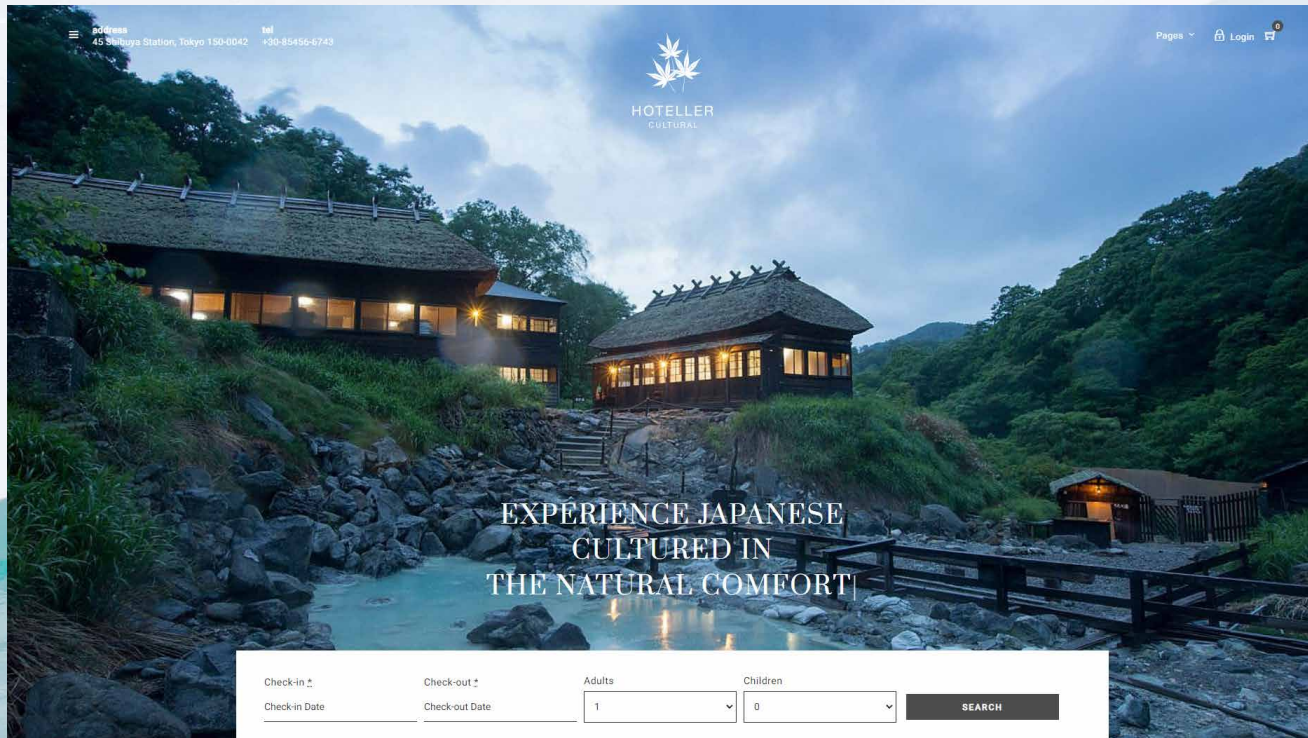 address
45 Shibuya Station, Tokyo 150-0042
tel
+30-85456-6743
Pages
Login
0
HOTELLER
CULTURAL
EXPERIENCE JAPANESE
CULTURED IN
THE NATURAL COMFORT|
Check-in *
Check-in Date
Check-out *
Check-out Date
Adults
1
Children
0
SEARCH